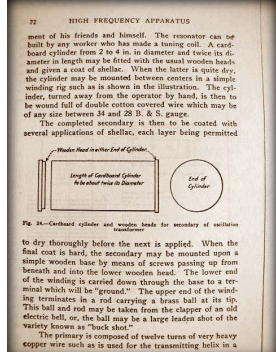 72 HIGH FREQUENCY APPARATUS
ment of his friends and himself. The resonator can be
built by any worker who has made a tuning coil. A card-
board cylinder from 2 to 4 in. in diameter and twice its di-
ameter in length may be fitted with the usual wooden heads
and given a coat of shellac. When the latter is quite dry,
the cylinder may be mounted between centers in a simple
winding rig such as is shown in the illustration. The cyl-
inder, turned away from the operator by hand, is then to
be wound full of double cotton covered wire which may be
of any size between 34 and 28 B. & S. gauge.
The completed secondary is then to be coated with
several applications of shellac, each layer being permitted
Wooden Head in either End of Cylinder
Length of Cardboard Cylinder
to be about twice its Diameter
End of
Cylinder
Fig. 24.—Cardboard cylinder and wooden heads for secondary of oscillation
transformer
to dry thoroughly before the next is applied. When the
final coat is hard, the secondary may be mounted upon a
simple wooden base by means of screws passing up from
beneath and into the lower wooden head. The lower end
of the winding is carried down through the base to a ter-
minal which will be "ground." The upper end of the wind-
ing terminates in a rod carrying a brass ball at its tip.
This ball and rod may be taken from the clapper of an old
electric bell, or, the ball may be a large leaden shot of the
variety known as "buck shot."
The primary is composed of twelve turns of very heavy
copper wire such as is used for the transmitting helix in a